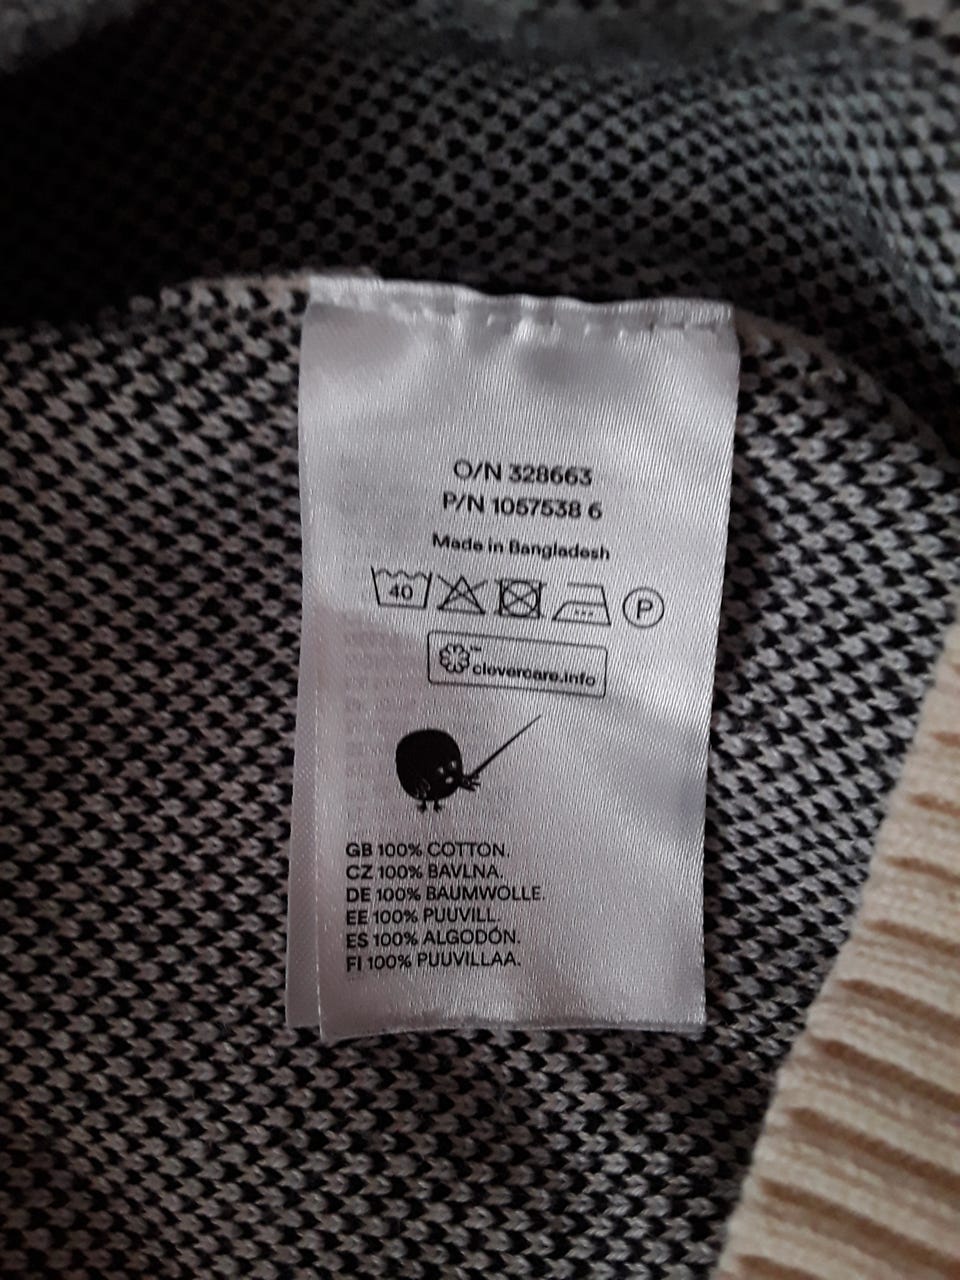 O/N 328663
P/N 1057538 6
Made in Bangladesh
40 P
clevercare.info
GB 100% COTTON.
CZ 100% BAVLNA.
DE 100% BAUMWOLLE.
EE 100% PUUVILL.
ES 100% ALGODÓN.
FI 100% PUUVILLAA.